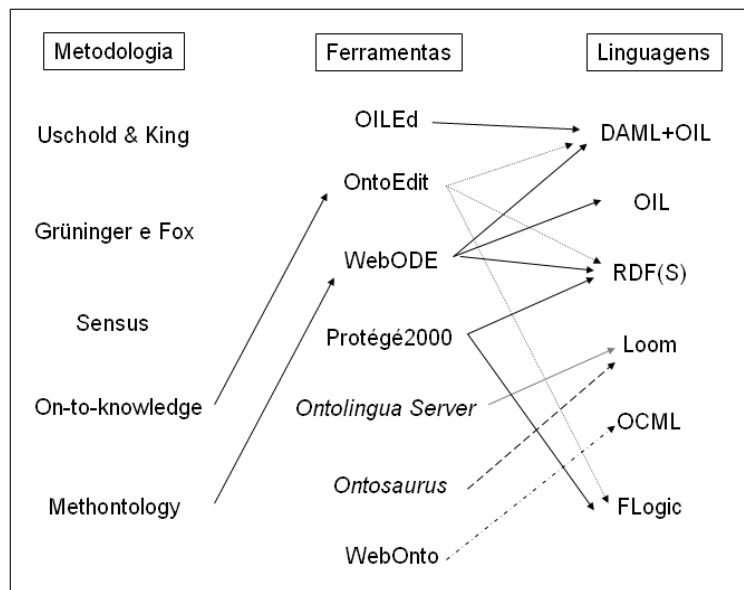 Metodologia
Ferramentas
Linguagens
Uschold & King
Grüninger e Fox
Sensus
On-to-knowledge
Methontology
OILEd
OntoEdit
WebODE
Protégé2000
Ontolingua Server
Ontosaurus
WebOnto
DAML+OIL
OIL
RDF(S)
Loom
OCML
FLogic